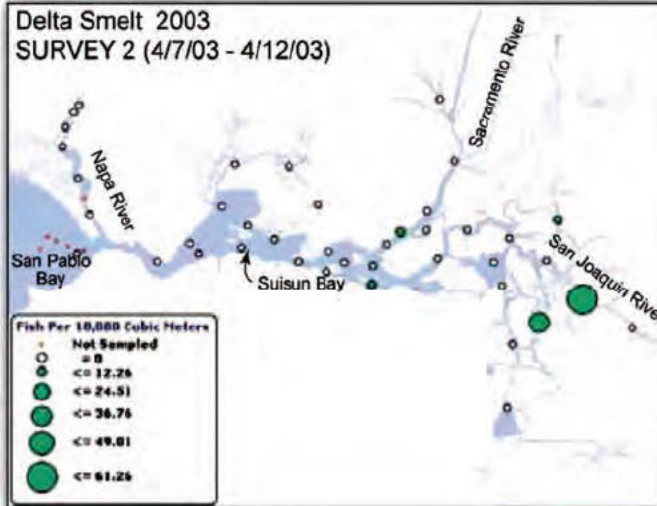 Delta Smelt 2003
SURVEY 2 (4/7/03 - 4/12/03)
Sacramento River
Napa River
San Pablo
Bay
Suisun Bay
San Joaquin River
Fish Per 10,000 Cubic Meters
Not Sampled
= 0
<= 12.26
<= 24.51
<= 36.76
<= 49.01
<= 61.26